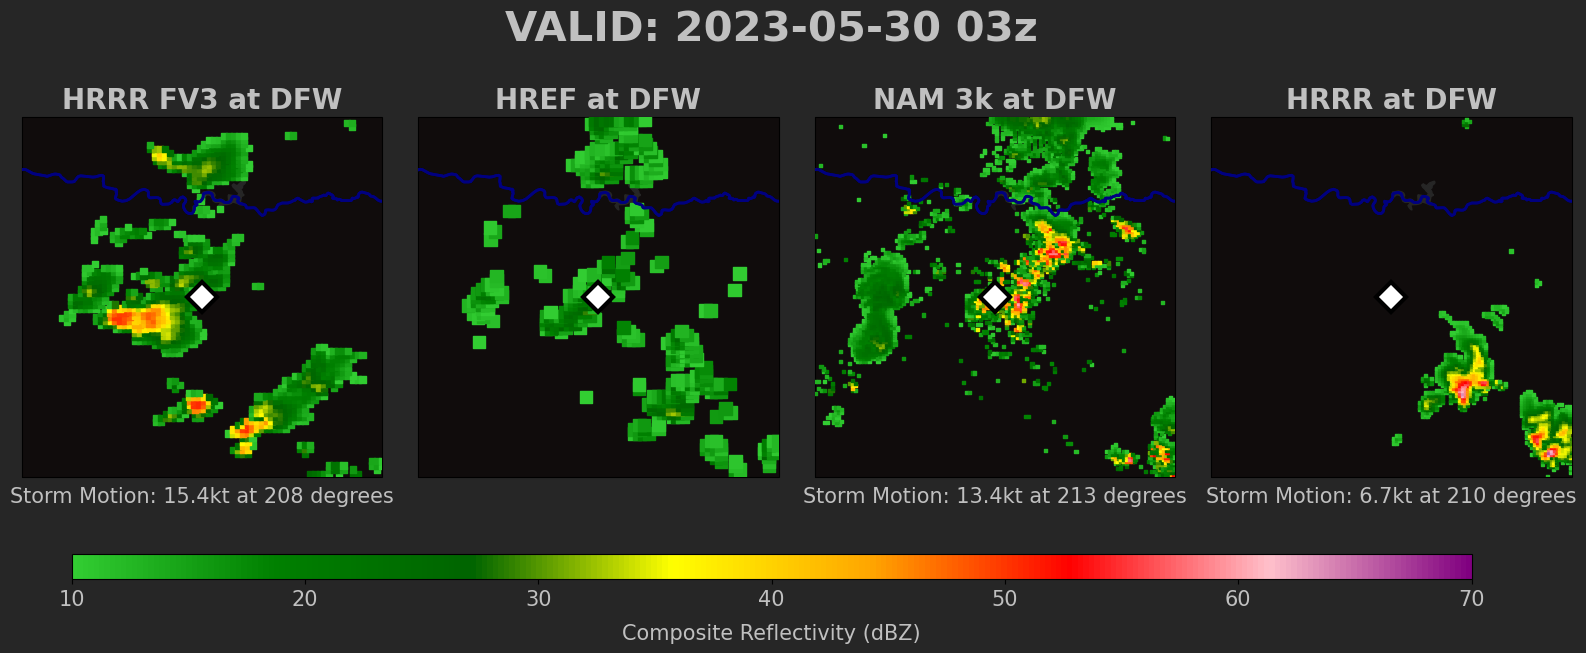 VALID: 2023-05-30 03z
HRRR FV3 at DFW
HREF at DFW
NAM 3k at DFW
HRRR at DFW
Storm Motion: 15.4kt at 208 degrees
Storm Motion: 13.4kt at 213 degrees
Storm Motion: 6.7kt at 210 degrees
10 20 30 40 50 60 70
Composite Reflectivity (dBZ)